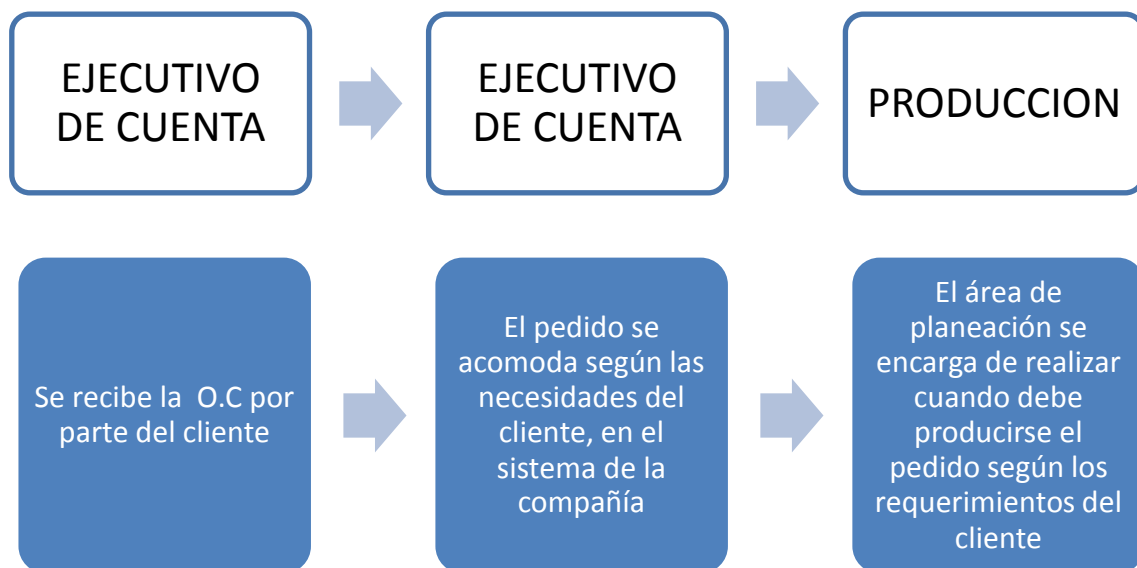 EJECUTIVO
DE CUENTA
EJECUTIVO
DE CUENTA
PRODUCCION
Se recibe la O.C por
parte del cliente
El pedido se
acomoda según las
necesidades del
cliente, en el
sistema de la
compañía
El área de
planeación se
encarga de realizar
cuando debe
producirse el
pedido según los
requerimientos del
cliente